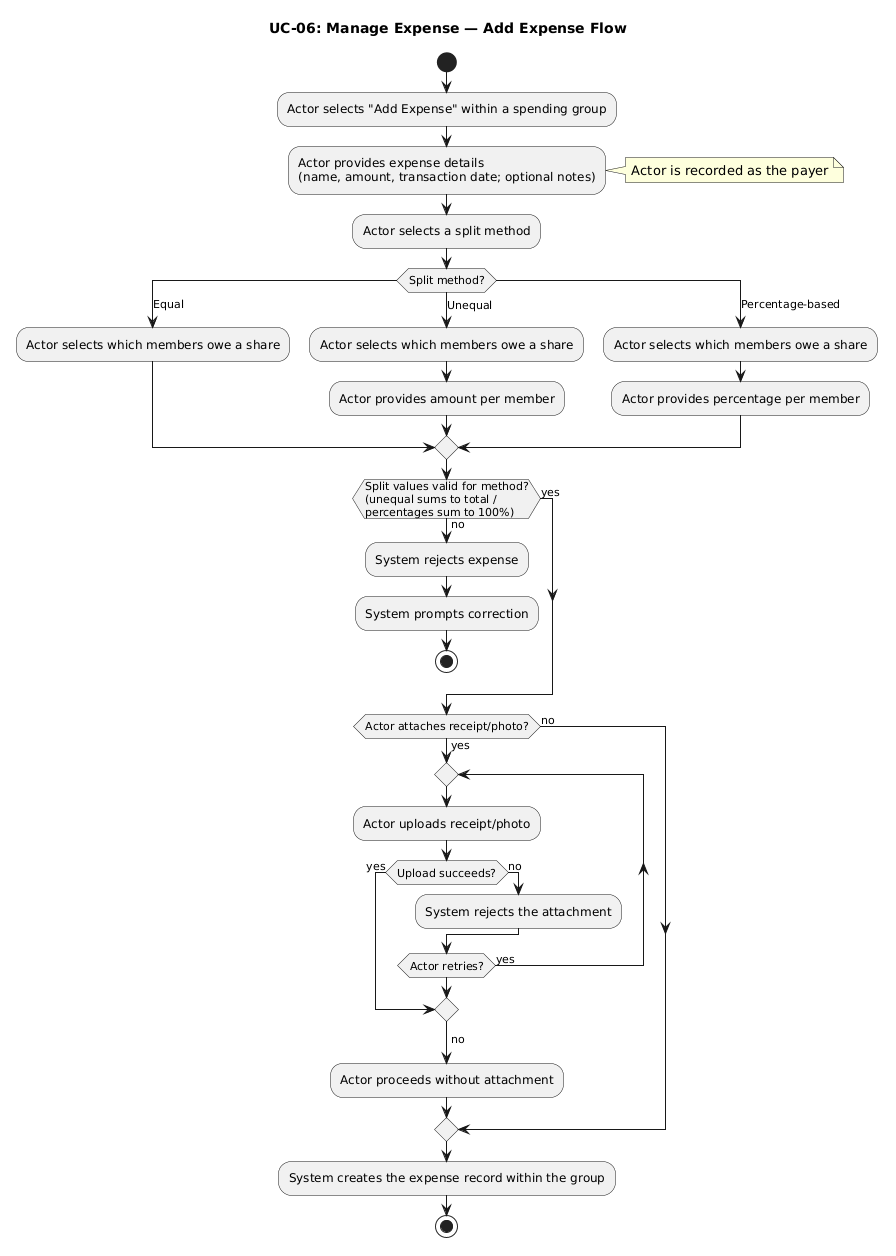 UC-06: Manage Expense — Add Expense Flow
Actor selects "Add Expense" within a spending group
Actor provides expense details
(name, amount, transaction date; optional notes)
Actor is recorded as the payer
Actor selects a split method
Split method?
Equal
Unequal
Percentage-based
Actor selects which members owe a share
Actor selects which members owe a share
Actor selects which members owe a share
Actor provides amount per member
Actor provides percentage per member
Split values valid for method?
(unequal sums to total /
percentages sum to 100%)
yes
no
System rejects expense
System prompts correction
Actor attaches receipt/photo?
no
yes
Actor uploads receipt/photo
yes
Upload succeeds?
no
System rejects the attachment
Actor retries?
yes
no
Actor proceeds without attachment
System creates the expense record within the group